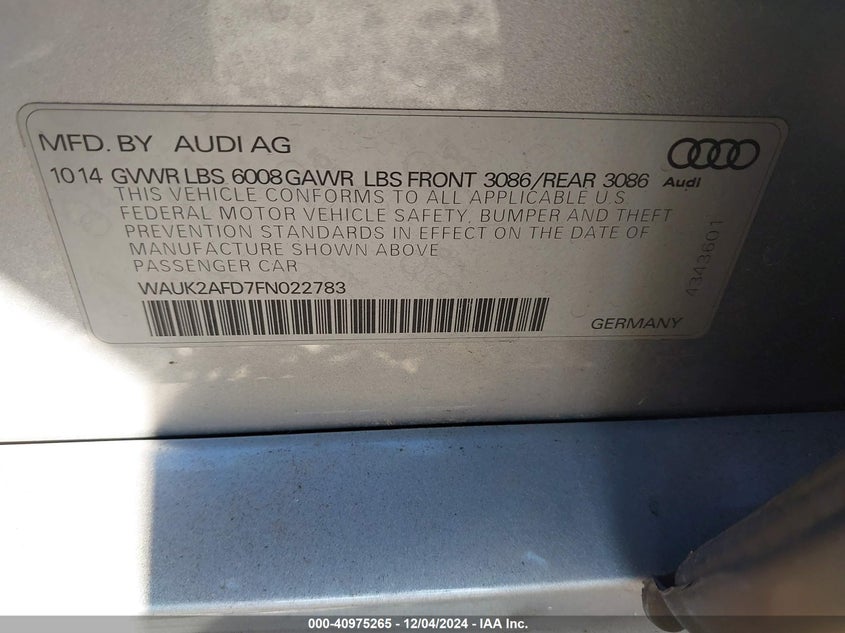 MFD. BY AUDI AG
1014 GVWR LBS 6008 GAWR LBS FRONT 3086/REAR 3086
Audi
THIS VEHICLE CONFORMS TO ALL APPLICABLE U.S
FEDERAL MOTOR VEHICLE SAFETY, BUMPER AND THEFT
PREVENTION STANDARDS IN EFFECT ON THE DATE OF
MANUFACTURE SHOWN ABOVE
PASSENGER CAR
4343601
WAUK2AFD7FN022783
GERMANY
000-40975265 - 12/04/2024 - IAA Inc.